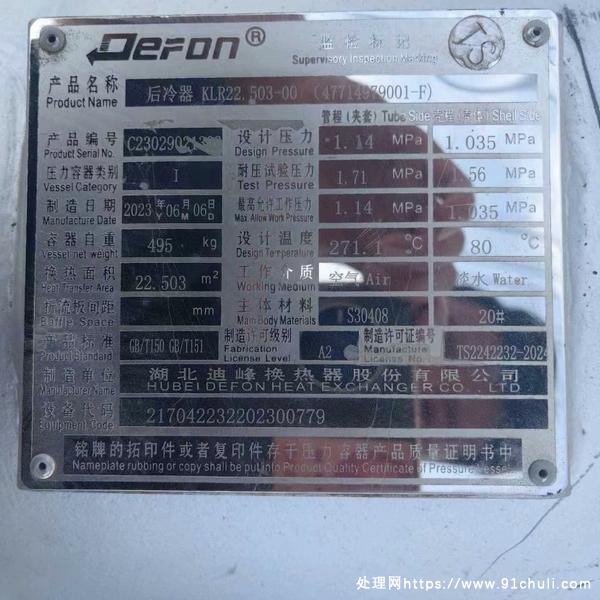 DEFON®
监检标记
Supervisory Inspection Marking
TS
产品名称 后冷器 KLR22.503-00 (47714979001-F)
Product Name
管程(夹套) Tube Side 壳程(壳体) Shell Side
产品编号 设计压力 1.14 MPa 1.035 MPa
Product Serial No. Design Pressure
压力容器类别 I 耐压试验压力 1.71 MPa 1.56 MPa
Vessel Category Test Pressure
制造日期 2023年Y06月M06日D 最高允许工作压力 1.14 MPa 1.035 MPa
Manufacture Date Max. Allow Work Pressure
容器自重 495 kg 设计温度 271.1 ℃ 80 ℃
Vessel net weight Design Temperature
换热面积 22.503 m² 工作介质 空气 Air 淡水 Water
Heat Transfer Area Working Medium
折流板间距 mm 主体材料 S30408 20#
Baffle Space Main Body Materials
产品标准 GB/T150 GB/T151 制造许可级别 A2 制造许可证编号
Product Standard Fabrication License Level Manufacture License No.
制造单位 湖北迪峰换热器股份有限公司
Manufacturer Name HUBEI DEFON HEAT EXCHANGER CO.,LTD
设备代码 217042232202300779
Equipment Code
铭牌的拓印件或者复印件存于压力容器产品质量证明书中
Nameplate rubbing or copy shall be put into Product Quality Certificate of Pressure Vessel
处理网https://www.91chuli.com/